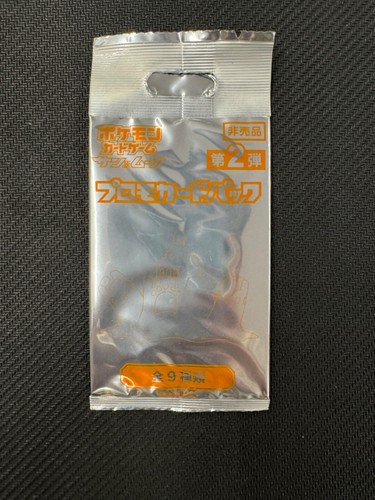 ポケモン
カードゲーム
サン&ムーン
非売品
第2弾
プロモカードパック
全9種